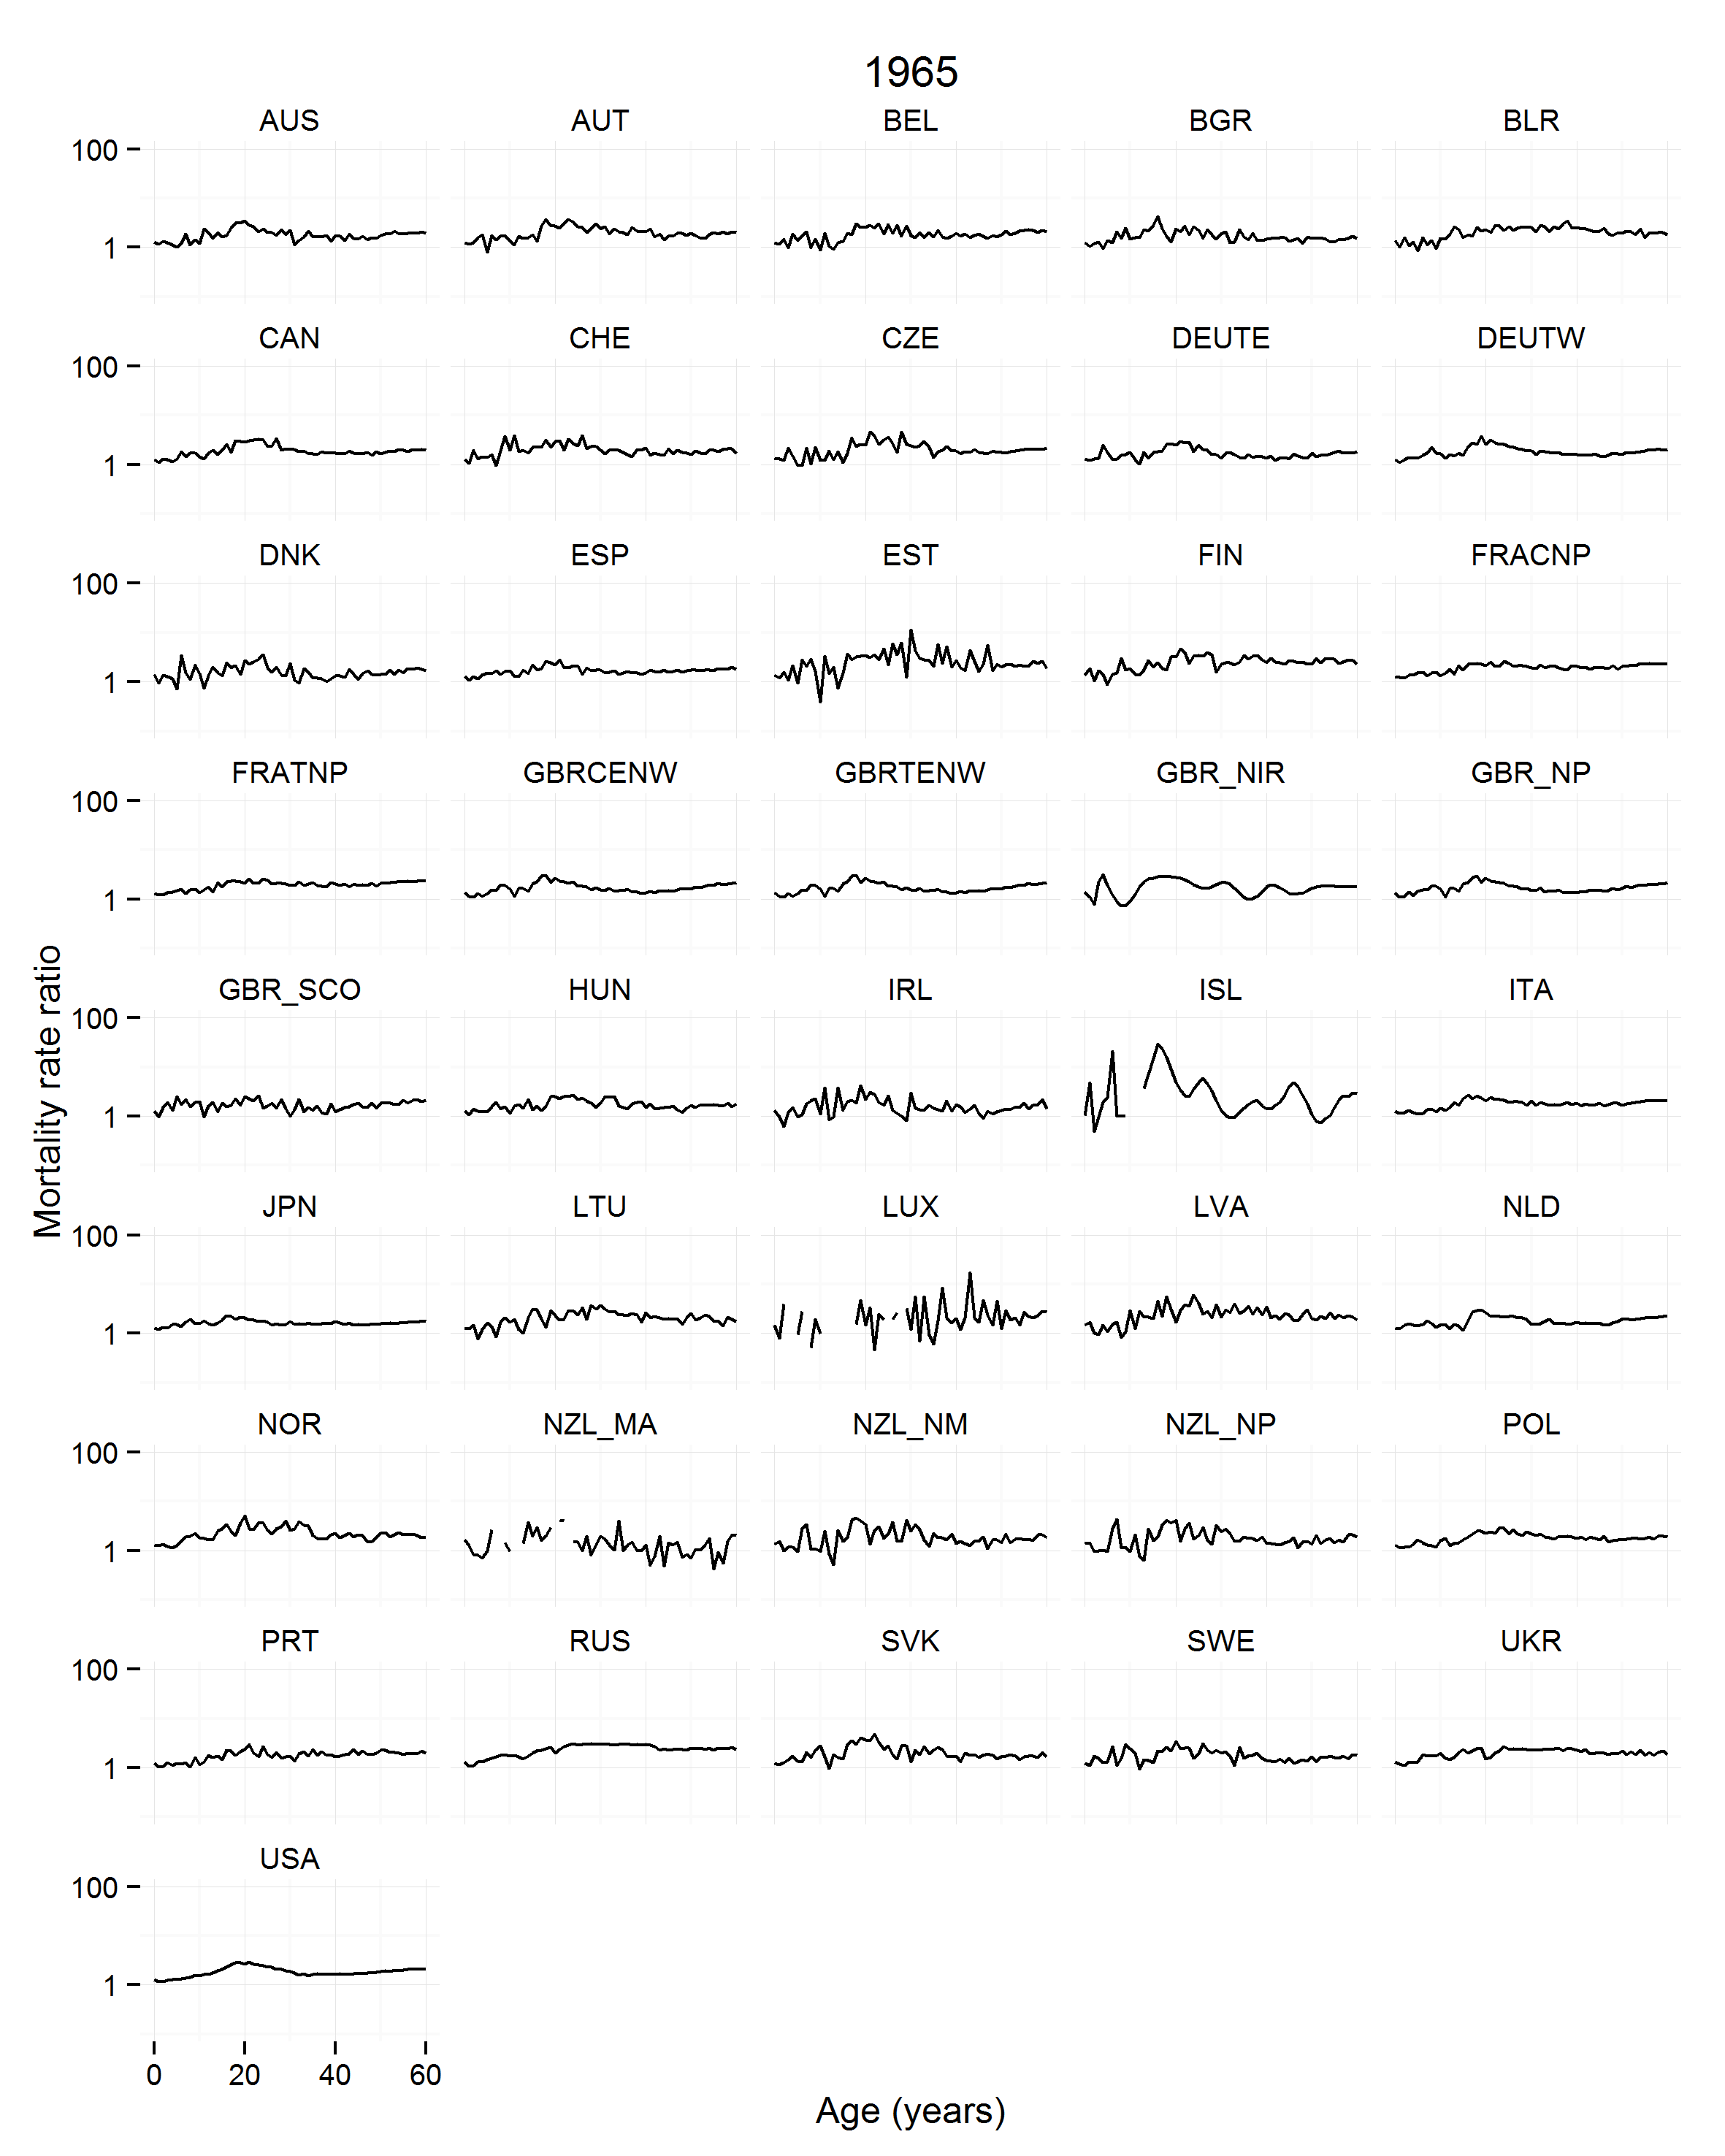 1965
AUS AUT BEL BGR BLR
100
1
CAN CHE CZE DEUTE DEUTW
100
1
DNK ESP EST FIN FRACNP
100
1
FRATNP GBRCENW GBRTENW GBR_NIR GBR_NP
100
1
Mortality rate ratio
GBR_SCO HUN IRL ISL ITA
100
1
JPN LTU LUX LVA NLD
100
1
NOR NZL_MA NZL_NM NZL_NP POL
100
1
PRT RUS SVK SWE UKR
100
1
USA
100
1
0 20 40 60
Age (years)